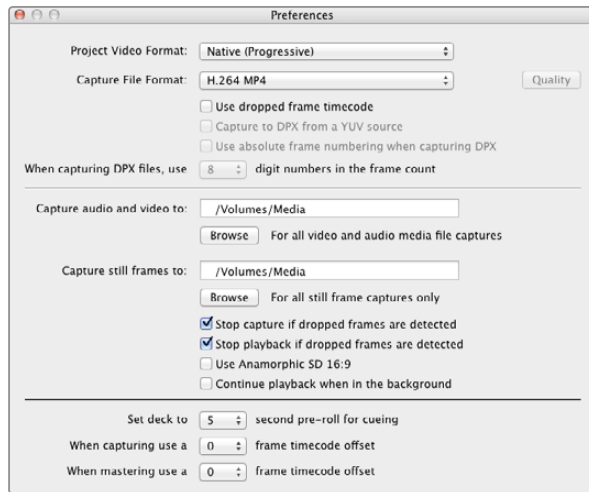 Preferences
Project Video Format: Native (Progressive)
Capture File Format: H.264 MP4 Quality
Use dropped frame timecode
Capture to DPX from a YUV source
Use absolute frame numbering when capturing DPX
When capturing DPX files, use 8 digit numbers in the frame count
Capture audio and video to: /Volumes/Media
Browse For all video and audio media file captures
Capture still frames to: /Volumes/Media
Browse For all still frame captures only
Stop capture if dropped frames are detected
Stop playback if dropped frames are detected
Use Anamorphic SD 16:9
Continue playback when in the background
Set deck to 5 second pre-roll for cueing
When capturing use a 0 frame timecode offset
When mastering use a 0 frame timecode offset